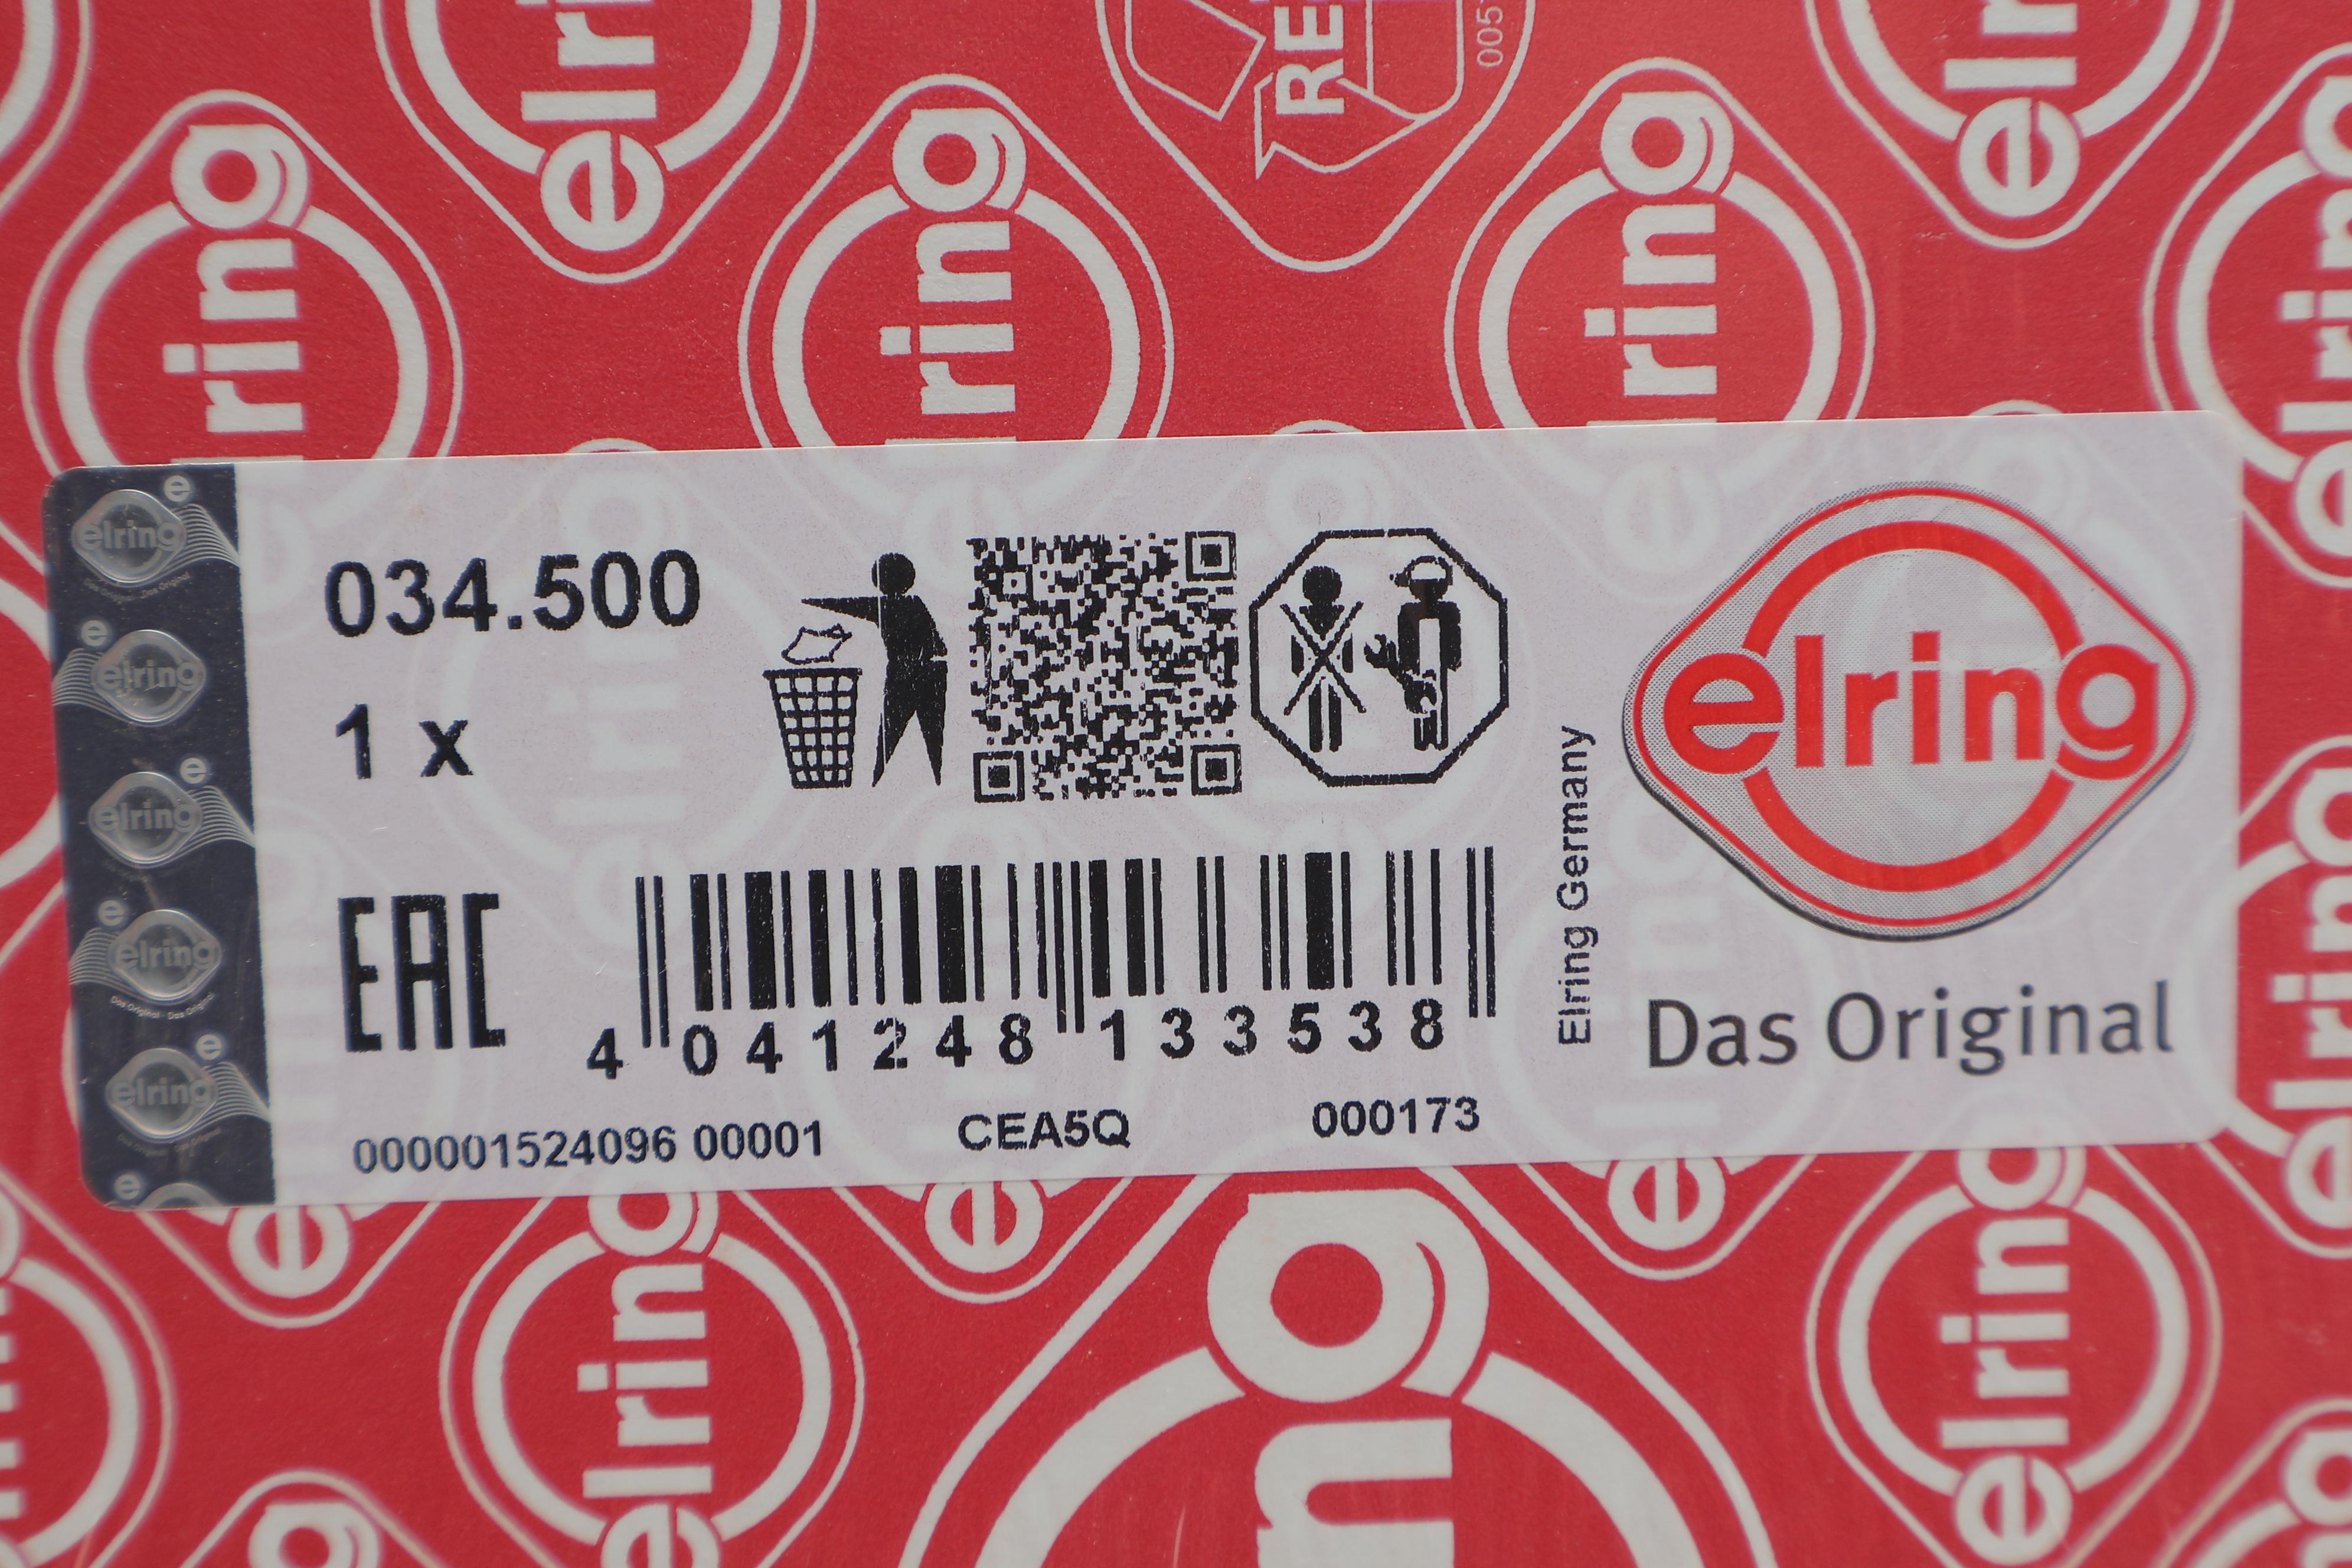 034.500
1 x
EAC
4 041248 133538
000001524096 00001
CEA5Q
000173
Elring Germany
elring
Das Original